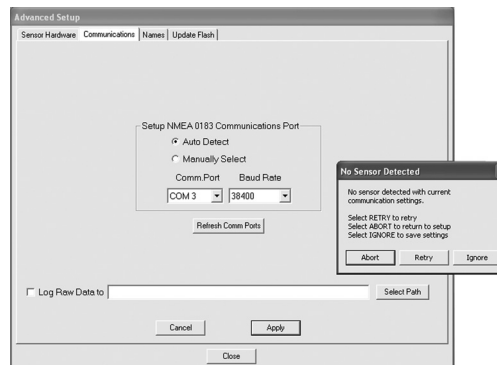 Advanced Setup
Sensor Hardware Communications Names Update Flash
Setup NMEA 0183 Communications Port
Auto Detect
Manually Select
Comm.Port Baud Rate
COM 3 38400
Refresh Comm Ports
No Sensor Detected
No sensor detected with current
communication settings.
Select RETRY to retry
Select ABORT to return to setup
Select IGNORE to save settings
Abort Retry Ignore
Log Raw Data to Select Path
Cancel Apply
Close